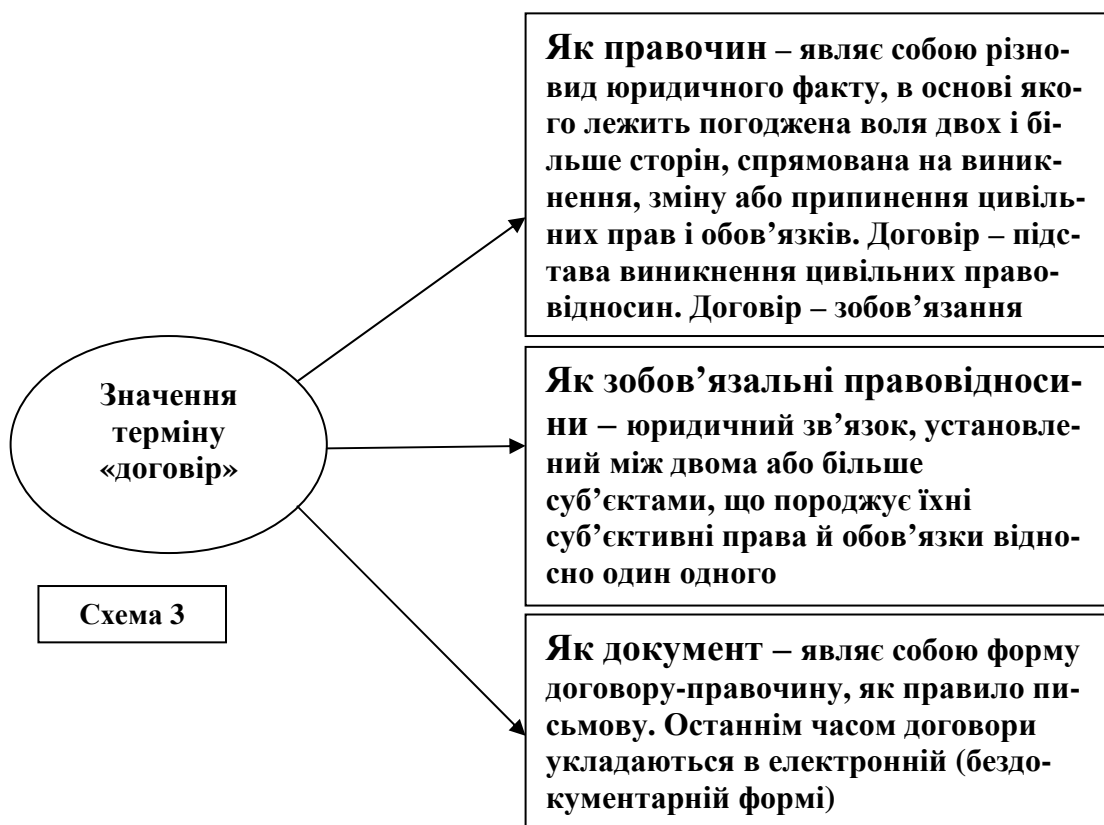 Як правочин – являє собою різно-
вид юридичного факту, в основі яко-
го лежить погоджена воля двох і бі-
льше сторін, спрямована на виник-
нення, зміну або припинення цивіль-
них прав і обов’язків. Договір – підс-
тава виникнення цивільних право-
відносин. Договір – зобов’язання
Значення
терміну
«договір»
Як зобов’язальні правовідноси-
ни – юридичний зв’язок, установле-
ний між двома або більше
суб’єктами, що породжує їхні
суб’єктивні права й обов’язки відно-
сно один одного
Схема 3
Як документ – являє собою форму
договору-правочину, як правило пи-
сьмову. Останнім часом договори
укладаються в електронній (бездо-
кументарній формі)